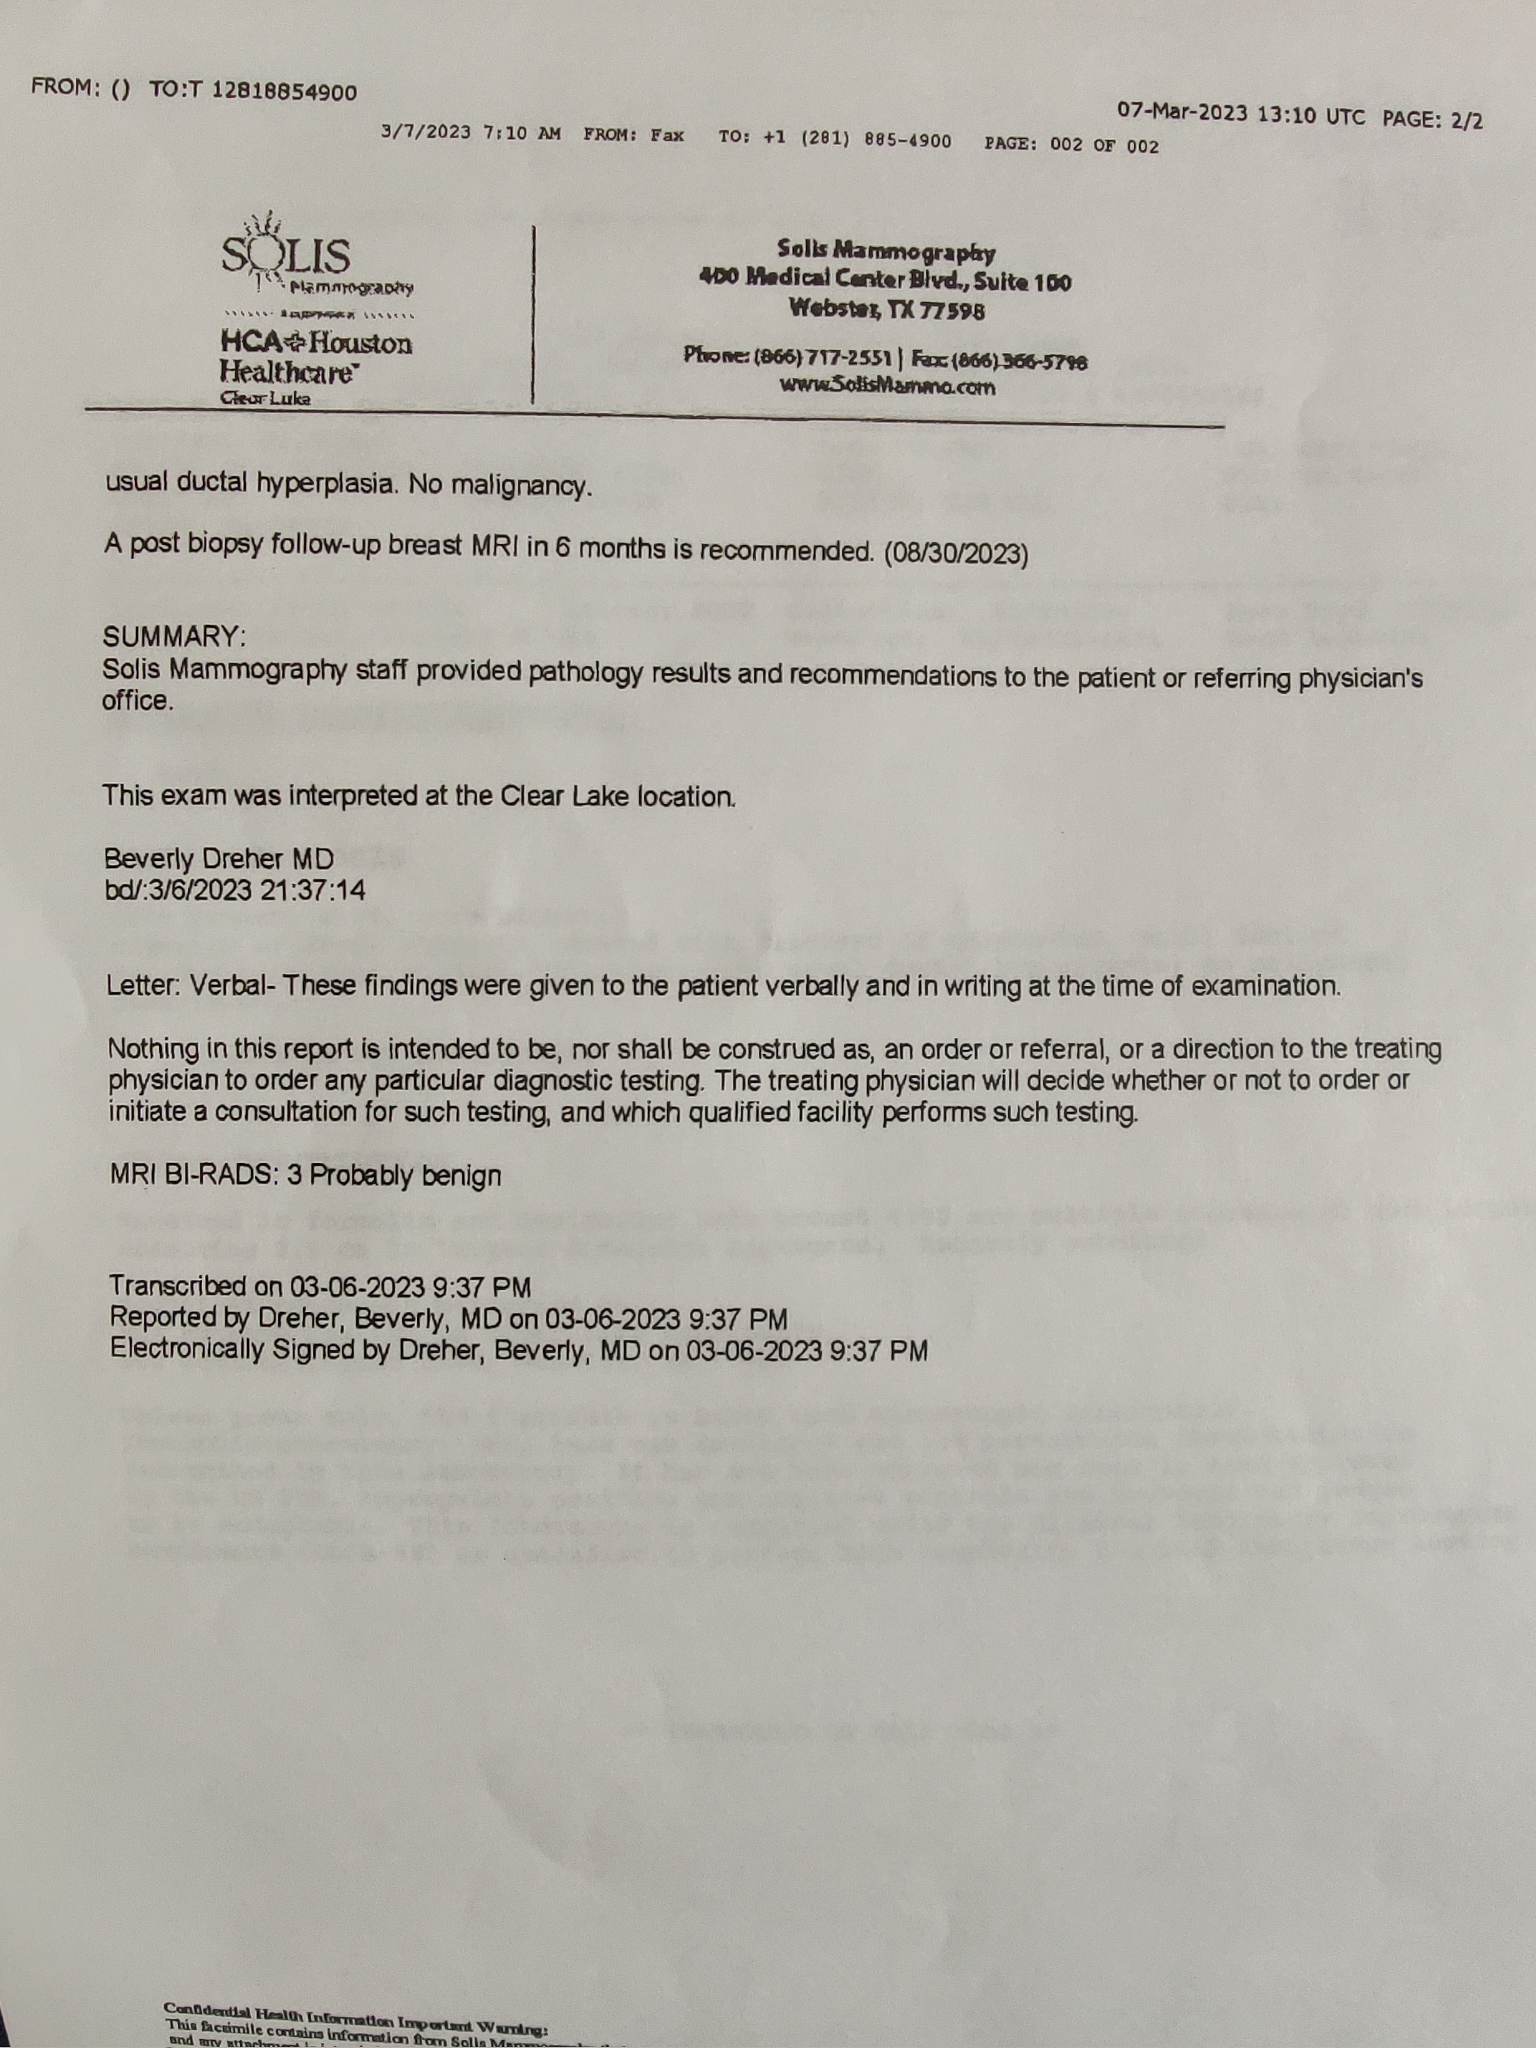 FROM: () TO:T 12818854900
07-Mar-2023 13:10 UTC PAGE: 2/2
3/7/2023 7:10 AM FROM: Fax TO: +1 (281) 885-4900 PAGE: 002 OF 002
SOLIS
Mammography
HCA Houston
Healthcare
Solis Mammography
400 Medical Center Blvd., Suite 100
Webster, TX 77598
Phone: (866) 717-2551 | Fax: (866) 366-5798
www.SolisMammo.com
usual ductal hyperplasia. No malignancy.
A post biopsy follow-up breast MRI in 6 months is recommended. (08/30/2023)
SUMMARY:
Solis Mammography staff provided pathology results and recommendations to the patient or referring physician's
office.
This exam was interpreted at the Clear Lake location.
Beverly Dreher MD
bd/:3/6/2023 21:37:14
Letter: Verbal- These findings were given to the patient verbally and in writing at the time of examination.
Nothing in this report is intended to be, nor shall be construed as, an order or referral, or a direction to the treating
physician to order any particular diagnostic testing. The treating physician will decide whether or not to order or
initiate a consultation for such testing, and which qualified facility performs such testing.
MRI BI-RADS: 3 Probably benign
Transcribed on 03-06-2023 9:37 PM
Reported by Dreher, Beverly, MD on 03-06-2023 9:37 PM
Electronically Signed by Dreher, Beverly, MD on 03-06-2023 9:37 PM
Confidential Health Information Important Warning:
This facsimile contains information from Solis
and any